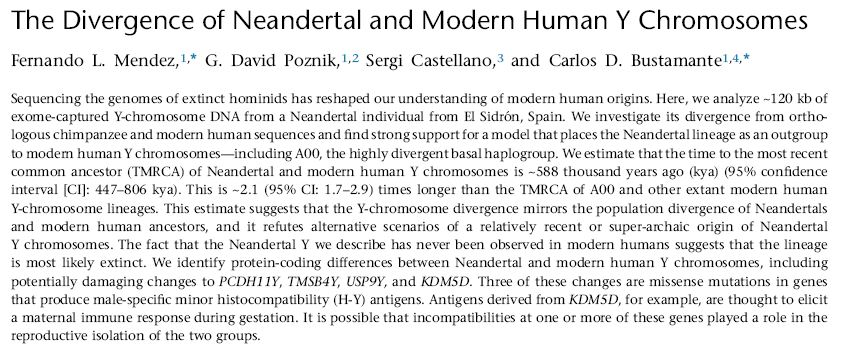 The Divergence of Neandertal and Modern Human Y Chromosomes
Fernando L. Mendez,1,* G. David Poznik,1,2 Sergi Castellano,3 and Carlos D. Bustamante1,4,*
Sequencing the genomes of extinct hominids has reshaped our understanding of modern human origins. Here, we analyze ~120 kb of
exome-captured Y-chromosome DNA from a Neandertal individual from El Sidrón, Spain. We investigate its divergence from ortho-
logous chimpanzee and modern human sequences and find strong support for a model that places the Neandertal lineage as an outgroup
to modern human Y chromosomes—including A00, the highly divergent basal haplogroup. We estimate that the time to the most recent
common ancestor (TMRCA) of Neandertal and modern human Y chromosomes is ~588 thousand years ago (kya) (95% confidence
interval [CI]: 447–806 kya). This is ~2.1 (95% CI: 1.7–2.9) times longer than the TMRCA of A00 and other extant modern human
Y-chromosome lineages. This estimate suggests that the Y-chromosome divergence mirrors the population divergence of Neandertals
and modern human ancestors, and it refutes alternative scenarios of a relatively recent or super-archaic origin of Neandertal
Y chromosomes. The fact that the Neandertal Y we describe has never been observed in modern humans suggests that the lineage
is most likely extinct. We identify protein-coding differences between Neandertal and modern human Y chromosomes, including
potentially damaging changes to PCDH11Y, TMSB4Y, USP9Y, and KDM5D. Three of these changes are missense mutations in genes
that produce male-specific minor histocompatibility (H-Y) antigens. Antigens derived from KDM5D, for example, are thought to elicit
a maternal immune response during gestation. It is possible that incompatibilities at one or more of these genes played a role in the
reproductive isolation of the two groups.